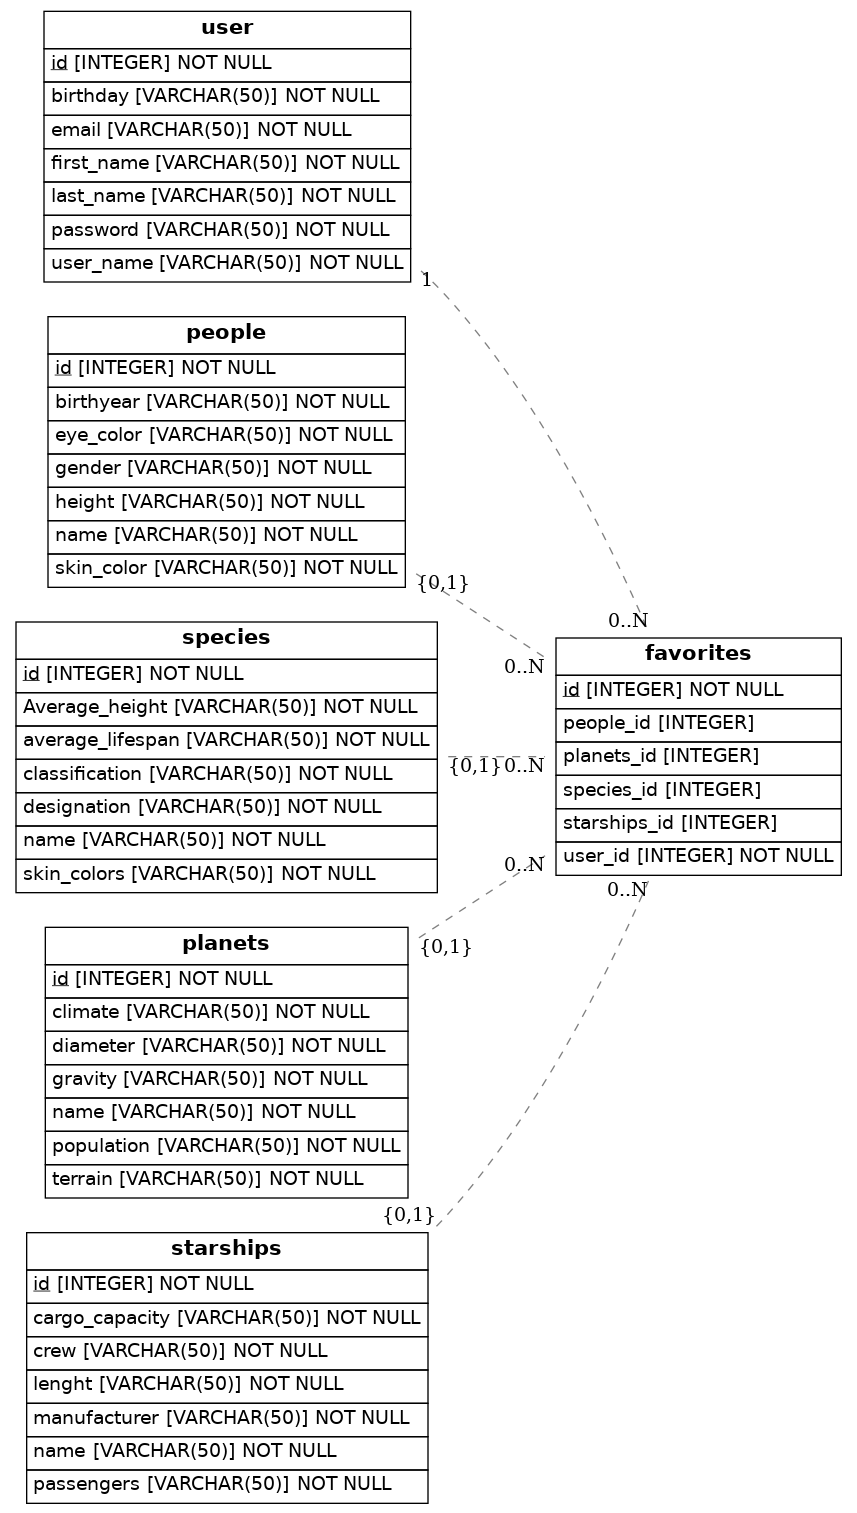 user
id [INTEGER] NOT NULL
birthday [VARCHAR(50)] NOT NULL
email [VARCHAR(50)] NOT NULL
first_name [VARCHAR(50)] NOT NULL
last_name [VARCHAR(50)] NOT NULL
password [VARCHAR(50)] NOT NULL
user_name [VARCHAR(50)] NOT NULL
1
people
id [INTEGER] NOT NULL
birthyear [VARCHAR(50)] NOT NULL
eye_color [VARCHAR(50)] NOT NULL
gender [VARCHAR(50)] NOT NULL
height [VARCHAR(50)] NOT NULL
name [VARCHAR(50)] NOT NULL
skin_color [VARCHAR(50)] NOT NULL
{0,1}
0..N
species
id [INTEGER] NOT NULL
Average_height [VARCHAR(50)] NOT NULL
average_lifespan [VARCHAR(50)] NOT NULL
classification [VARCHAR(50)] NOT NULL
designation [VARCHAR(50)] NOT NULL
name [VARCHAR(50)] NOT NULL
skin_colors [VARCHAR(50)] NOT NULL
{0,1}
0..N
0..N
0..N
favorites
id [INTEGER] NOT NULL
people_id [INTEGER]
planets_id [INTEGER]
species_id [INTEGER]
starships_id [INTEGER]
user_id [INTEGER] NOT NULL
0..N
planets
id [INTEGER] NOT NULL
climate [VARCHAR(50)] NOT NULL
diameter [VARCHAR(50)] NOT NULL
gravity [VARCHAR(50)] NOT NULL
name [VARCHAR(50)] NOT NULL
population [VARCHAR(50)] NOT NULL
terrain [VARCHAR(50)] NOT NULL
{0,1}
{0,1}
starships
id [INTEGER] NOT NULL
cargo_capacity [VARCHAR(50)] NOT NULL
crew [VARCHAR(50)] NOT NULL
lenght [VARCHAR(50)] NOT NULL
manufacturer [VARCHAR(50)] NOT NULL
name [VARCHAR(50)] NOT NULL
passengers [VARCHAR(50)] NOT NULL